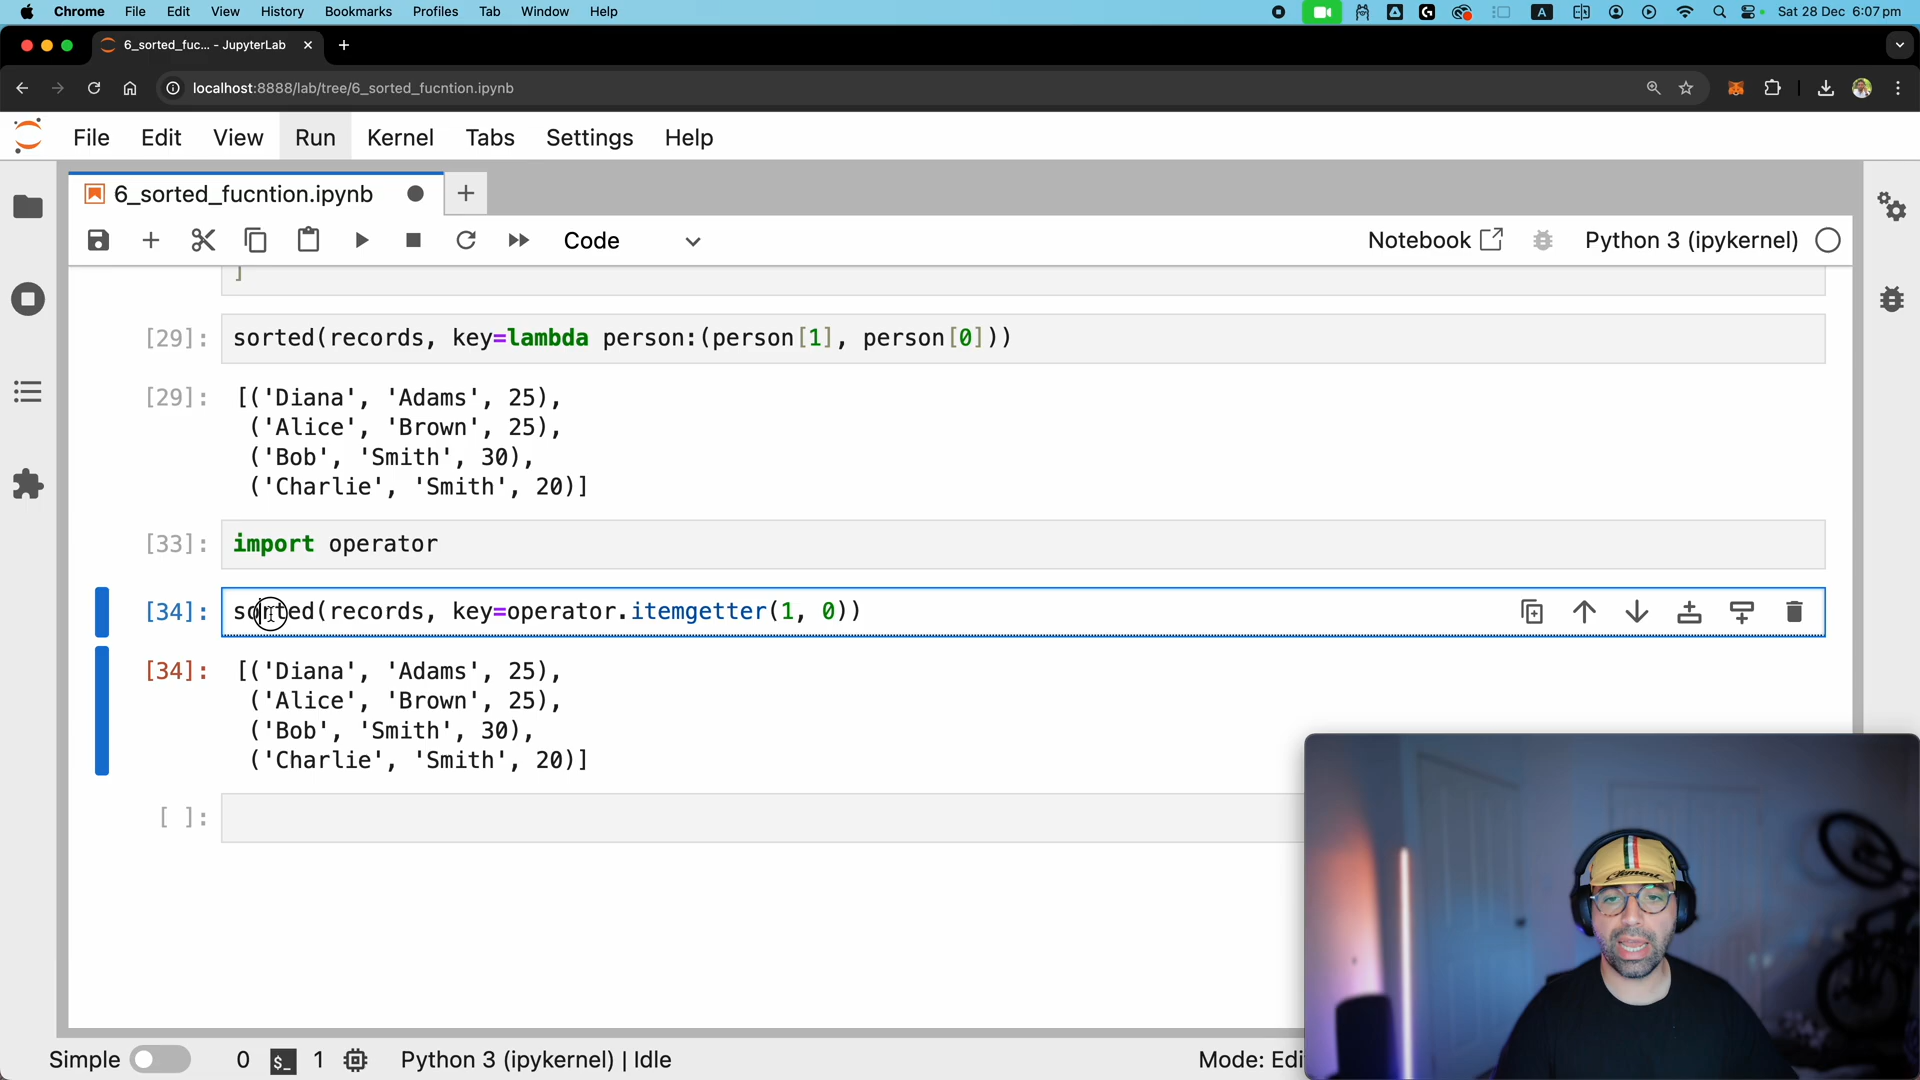 Chrome File Edit View History Bookmarks Profiles Tab Window Help A Sat 28 Dec 6:07 pm
6_sorted_fuc... - JupyterLab
localhost:8888/lab/tree/6_sorted_fucntion.ipynb
File Edit View Run Kernel Tabs Settings Help
6_sorted_fucntion.ipynb
Code Notebook Python 3 (ipykernel)
]
[29]: sorted(records, key=lambda person:(person[1], person[0]))
[29]: [('Diana', 'Adams', 25),
('Alice', 'Brown', 25),
('Bob', 'Smith', 30),
('Charlie', 'Smith', 20)]
[33]: import operator
[34]: sorted(records, key=operator.itemgetter(1, 0))
[34]: [('Diana', 'Adams', 25),
('Alice', 'Brown', 25),
('Bob', 'Smith', 30),
('Charlie', 'Smith', 20)]
[ ]:
Clement
Simple 0 $_ 1 Python 3 (ipykernel) | Idle Mode: Edi